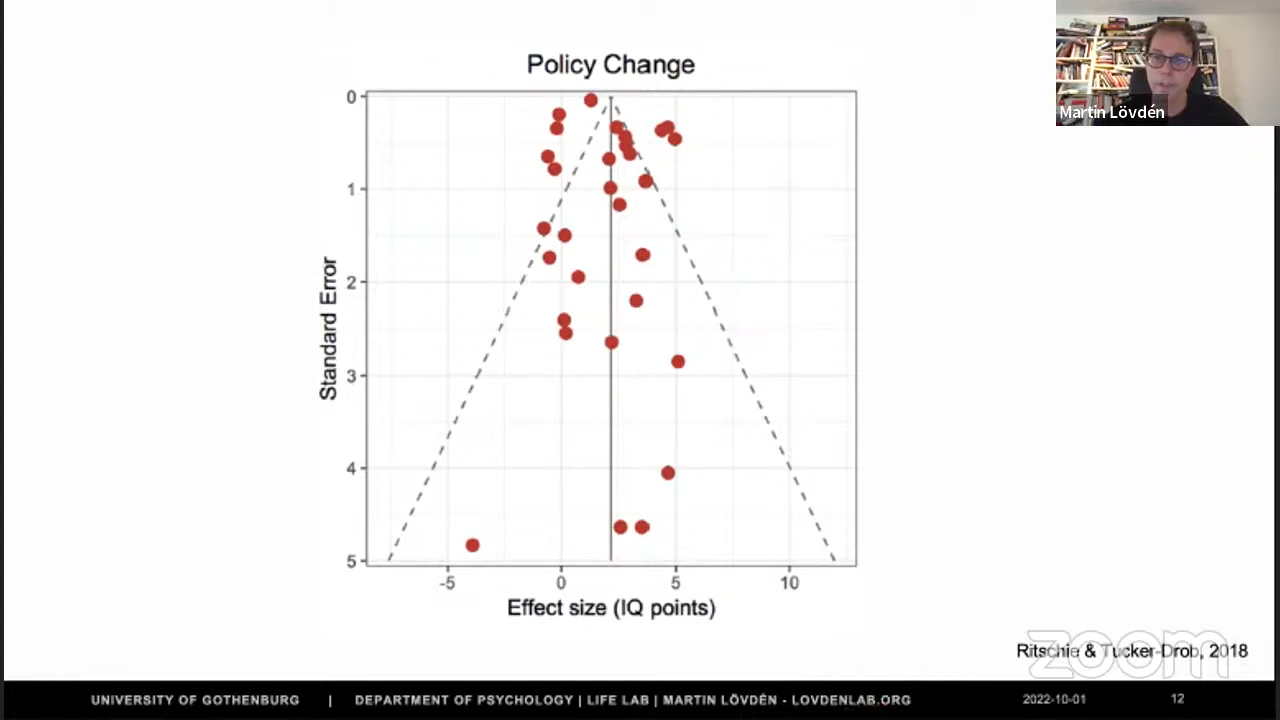 Policy Change
Martin Lövdén
0
1
2
3
4
5
Standard Error
-5
0
5
10
Effect size (IQ points)
Ritschie & Tucker-Drob, 2018
zoom
UNIVERSITY OF GOTHENBURG | DEPARTMENT OF PSYCHOLOGY | LIFE LAB | MARTIN LÖVDÉN - LOVDENLAB.ORG 2022-10-01 12